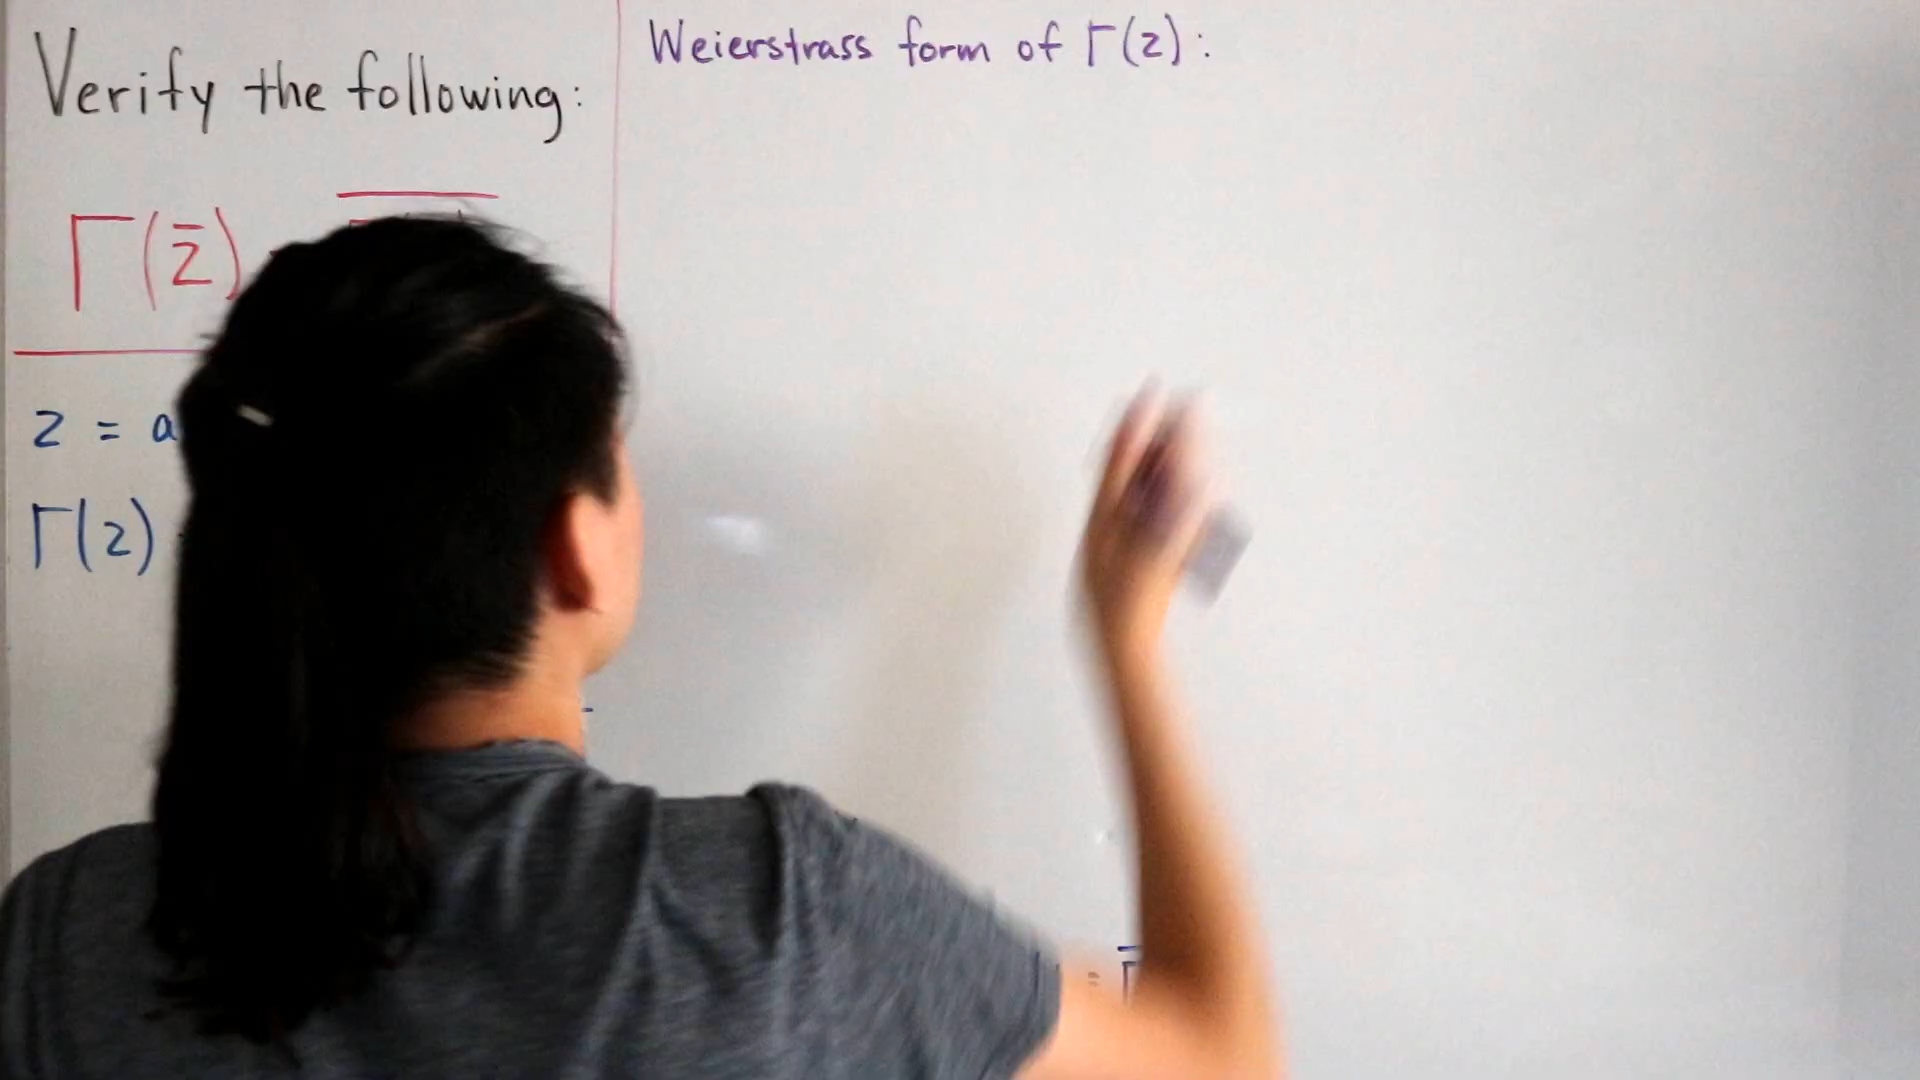 Verify the following:
Γ(z̄)
z = a
Γ(z)
Weierstrass form of Γ(z):
=